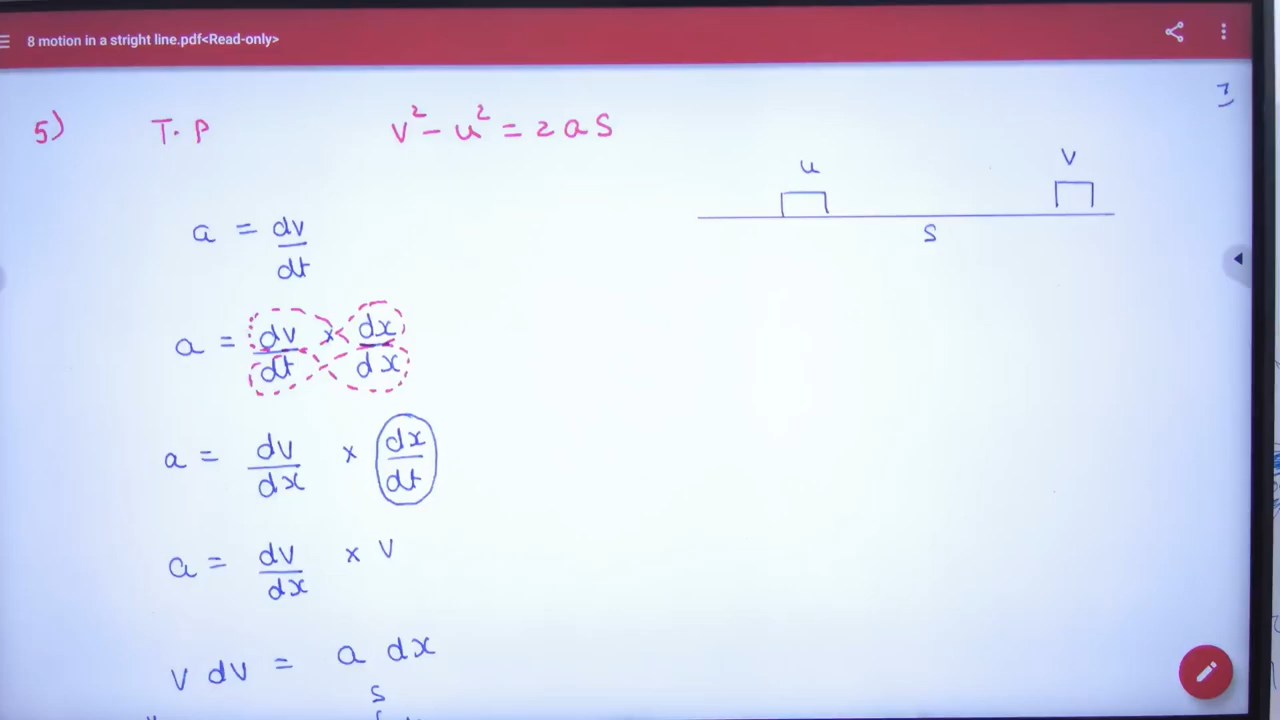 8 motion in a stright line.pdf<Read-only>
5) T.P v² - u² = 2aS
u
v
S
a = dv/dt
a = dv/dt × dx/dx
a = dv/dx × dx/dt
a = dv/dx × v
v dv = a dx
s